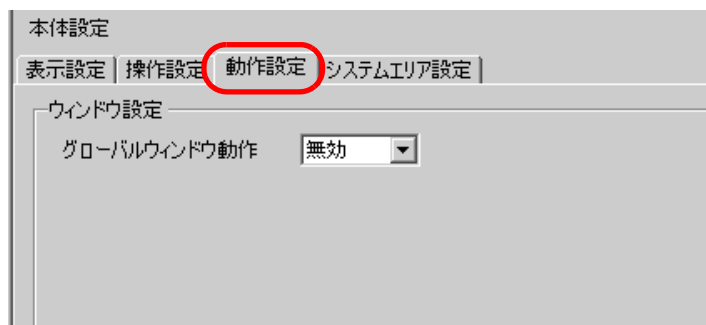 本体設定
表示設定 操作設定 動作設定 システムエリア設定
ウィンドウ設定
グローバルウィンドウ動作 無効